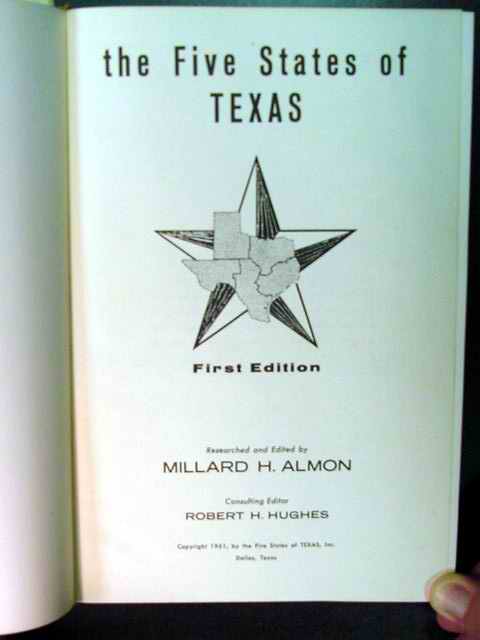 the Five States of
TEXAS
First Edition
Researched and Edited by
MILLARD H. ALMON
Consulting Editor
ROBERT H. HUGHES
Copyright 1961, by the Five States of TEXAS, Inc.
Dallas, Texas